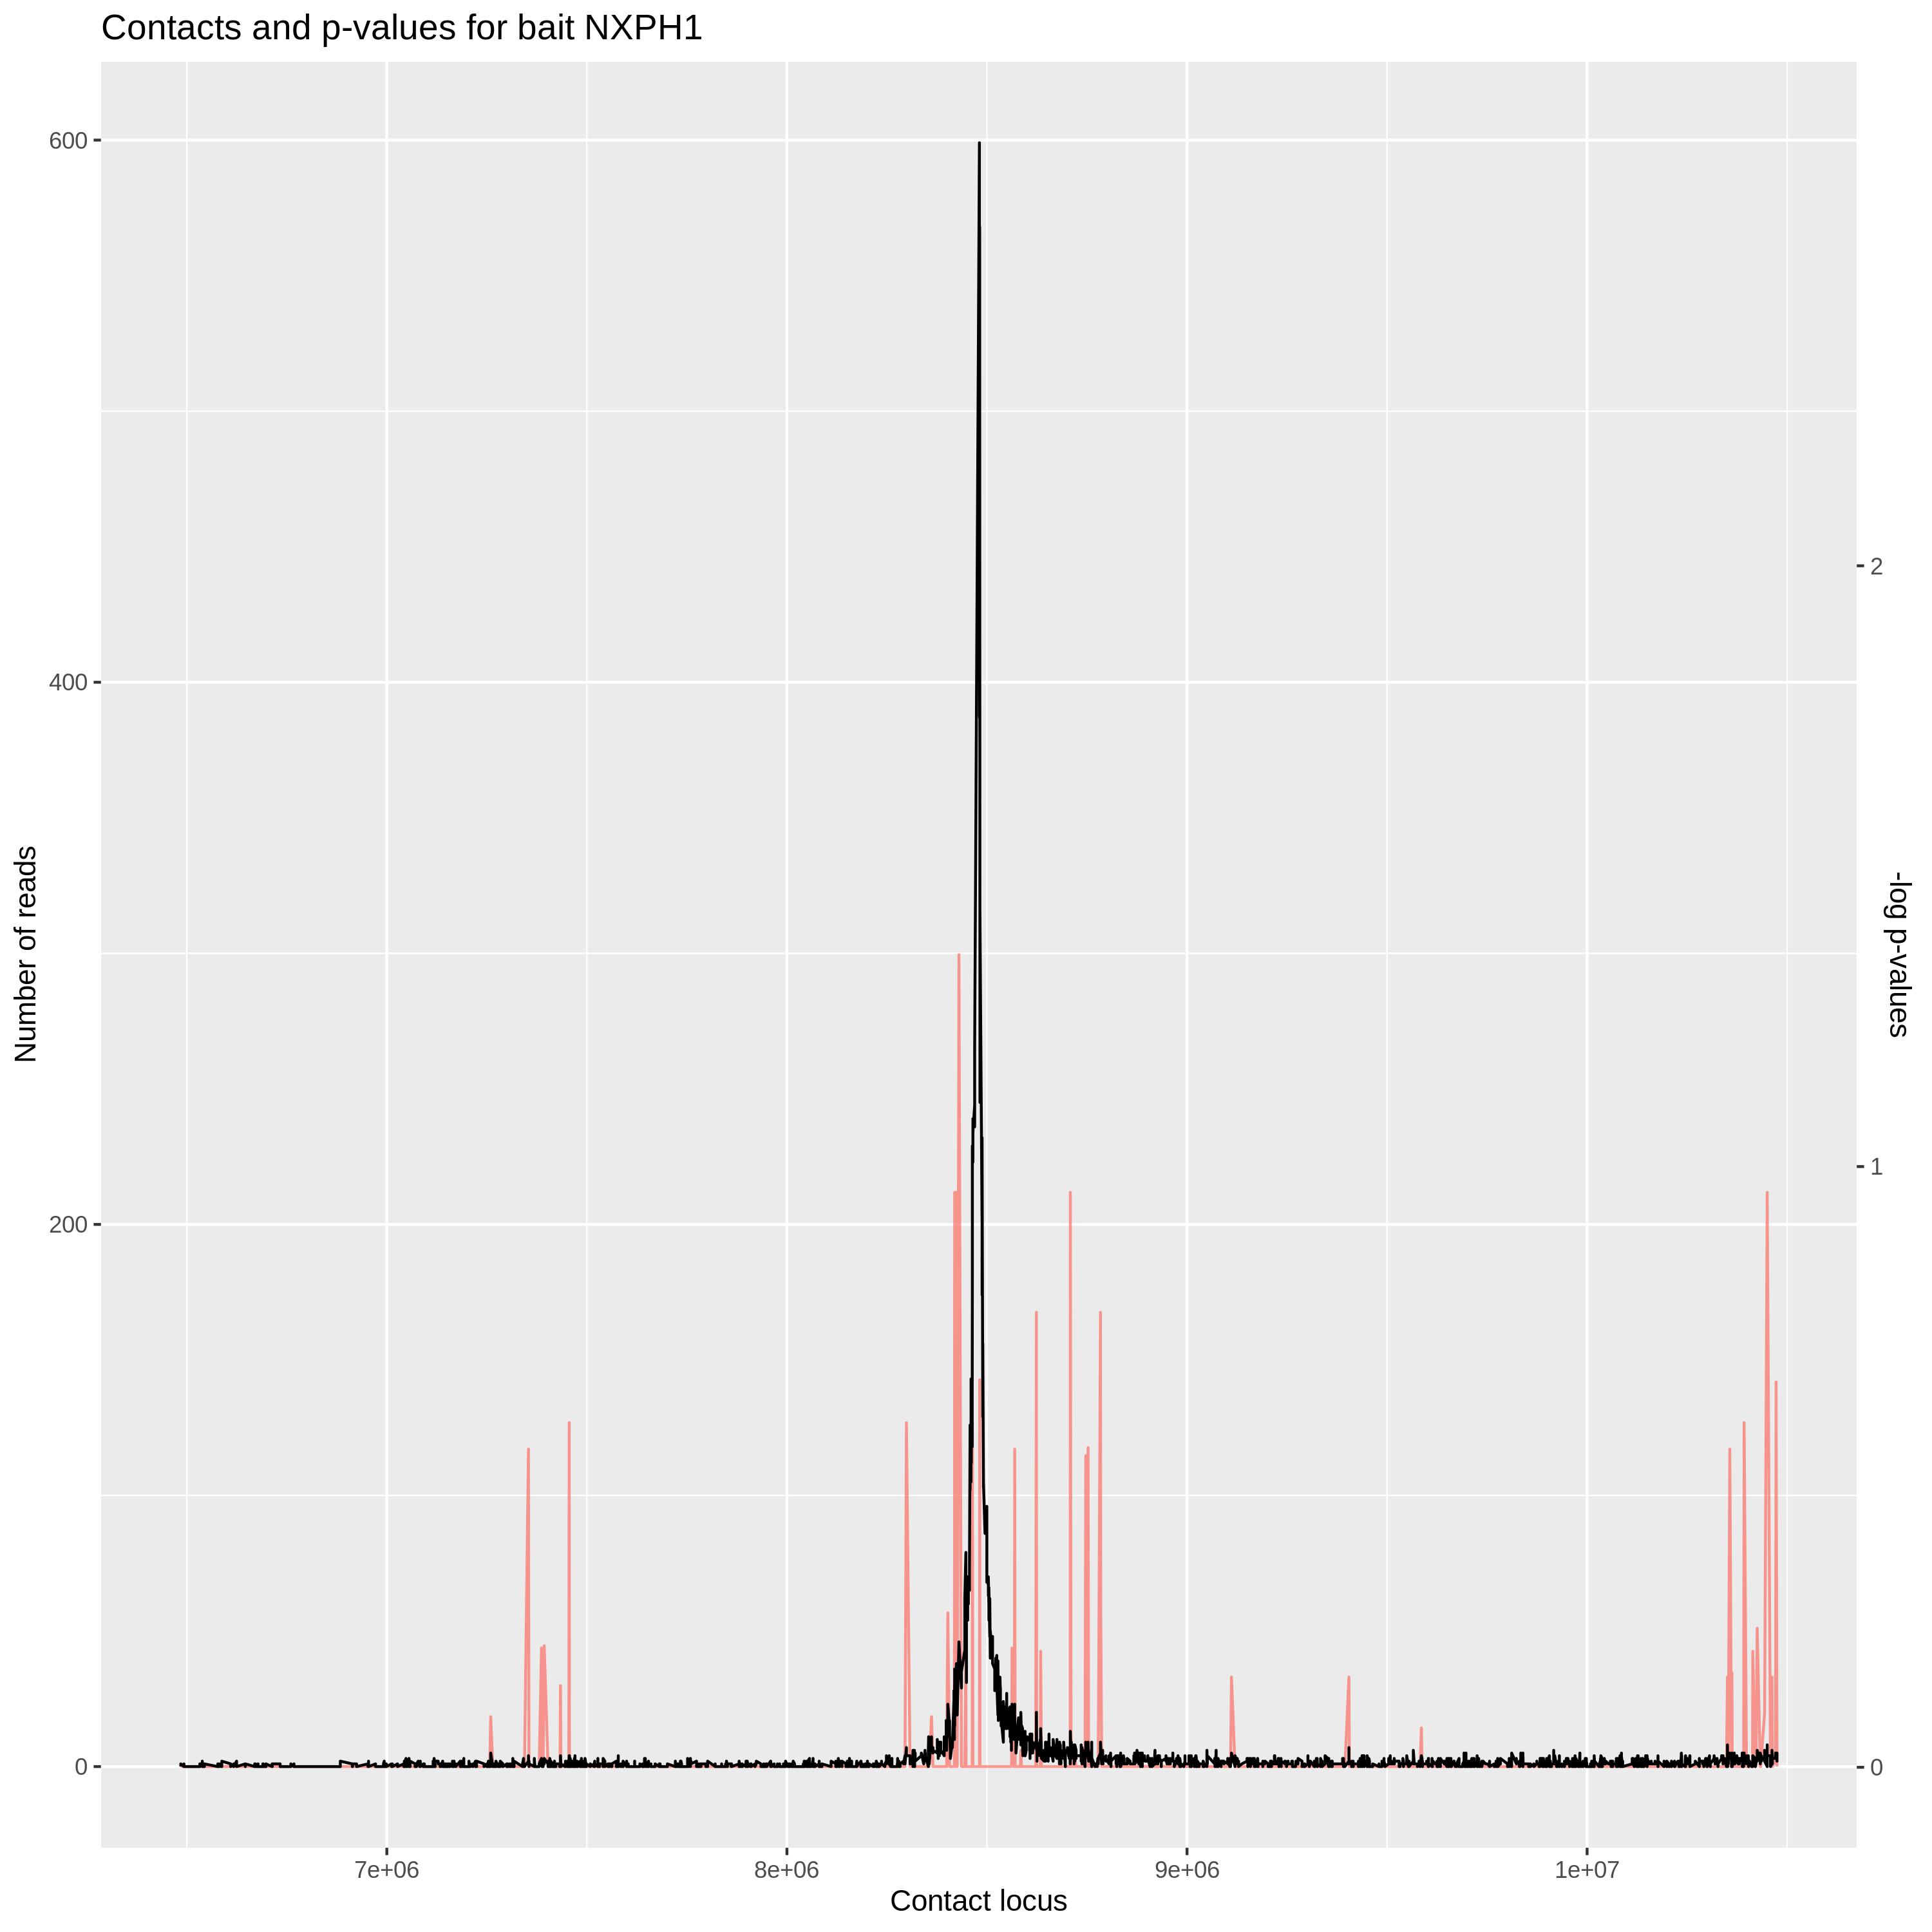 Contacts and p-values for bait NXPH1
600
400
200
0
Number of reads
2
1
0
-log p-values
7e+06 8e+06 9e+06 1e+07
Contact locus